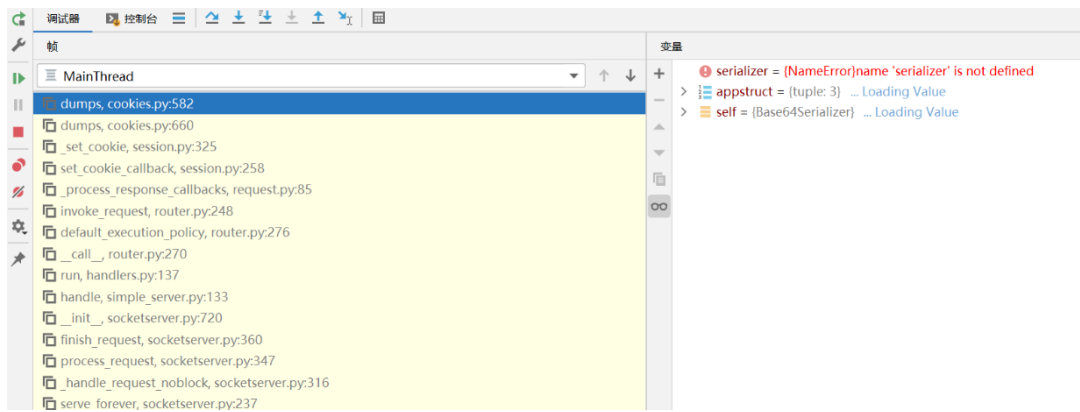 调试器 控制台
帧
MainThread
dumps, cookies.py:582
dumps, cookies.py:660
_set_cookie, session.py:325
set_cookie_callback, session.py:258
_process_response_callbacks, request.py:85
invoke_request, router.py:248
default_execution_policy, router.py:276
__call__, router.py:270
run, handlers.py:137
handle, simple_server.py:133
__init__, socketserver.py:720
finish_request, socketserver.py:360
process_request, socketserver.py:347
_handle_request_noblock, socketserver.py:316
serve_forever, socketserver.py:237
变量
serializer = {NameError}name 'serializer' is not defined
appstruct = {tuple: 3} ... Loading Value
self = {Base64Serializer} ... Loading Value